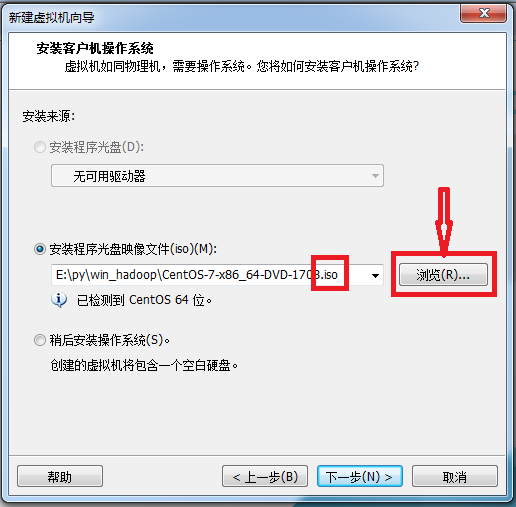 新建虚拟机向导
安装客户机操作系统
虚拟机如同物理机，需要操作系统。您将如何安装客户机操作系统?
安装来源:
安装程序光盘(D):
无可用驱动器
安装程序光盘映像文件(iso)(M):
E:\py\win_hadoop\CentOS-7-x86_64-DVD-1708.iso
浏览(R)...
已检测到 CentOS 64 位。
稍后安装操作系统(S)。
创建的虚拟机将包含一个空白硬盘。
帮助
< 上一步(B)
下一步(N) >
取消